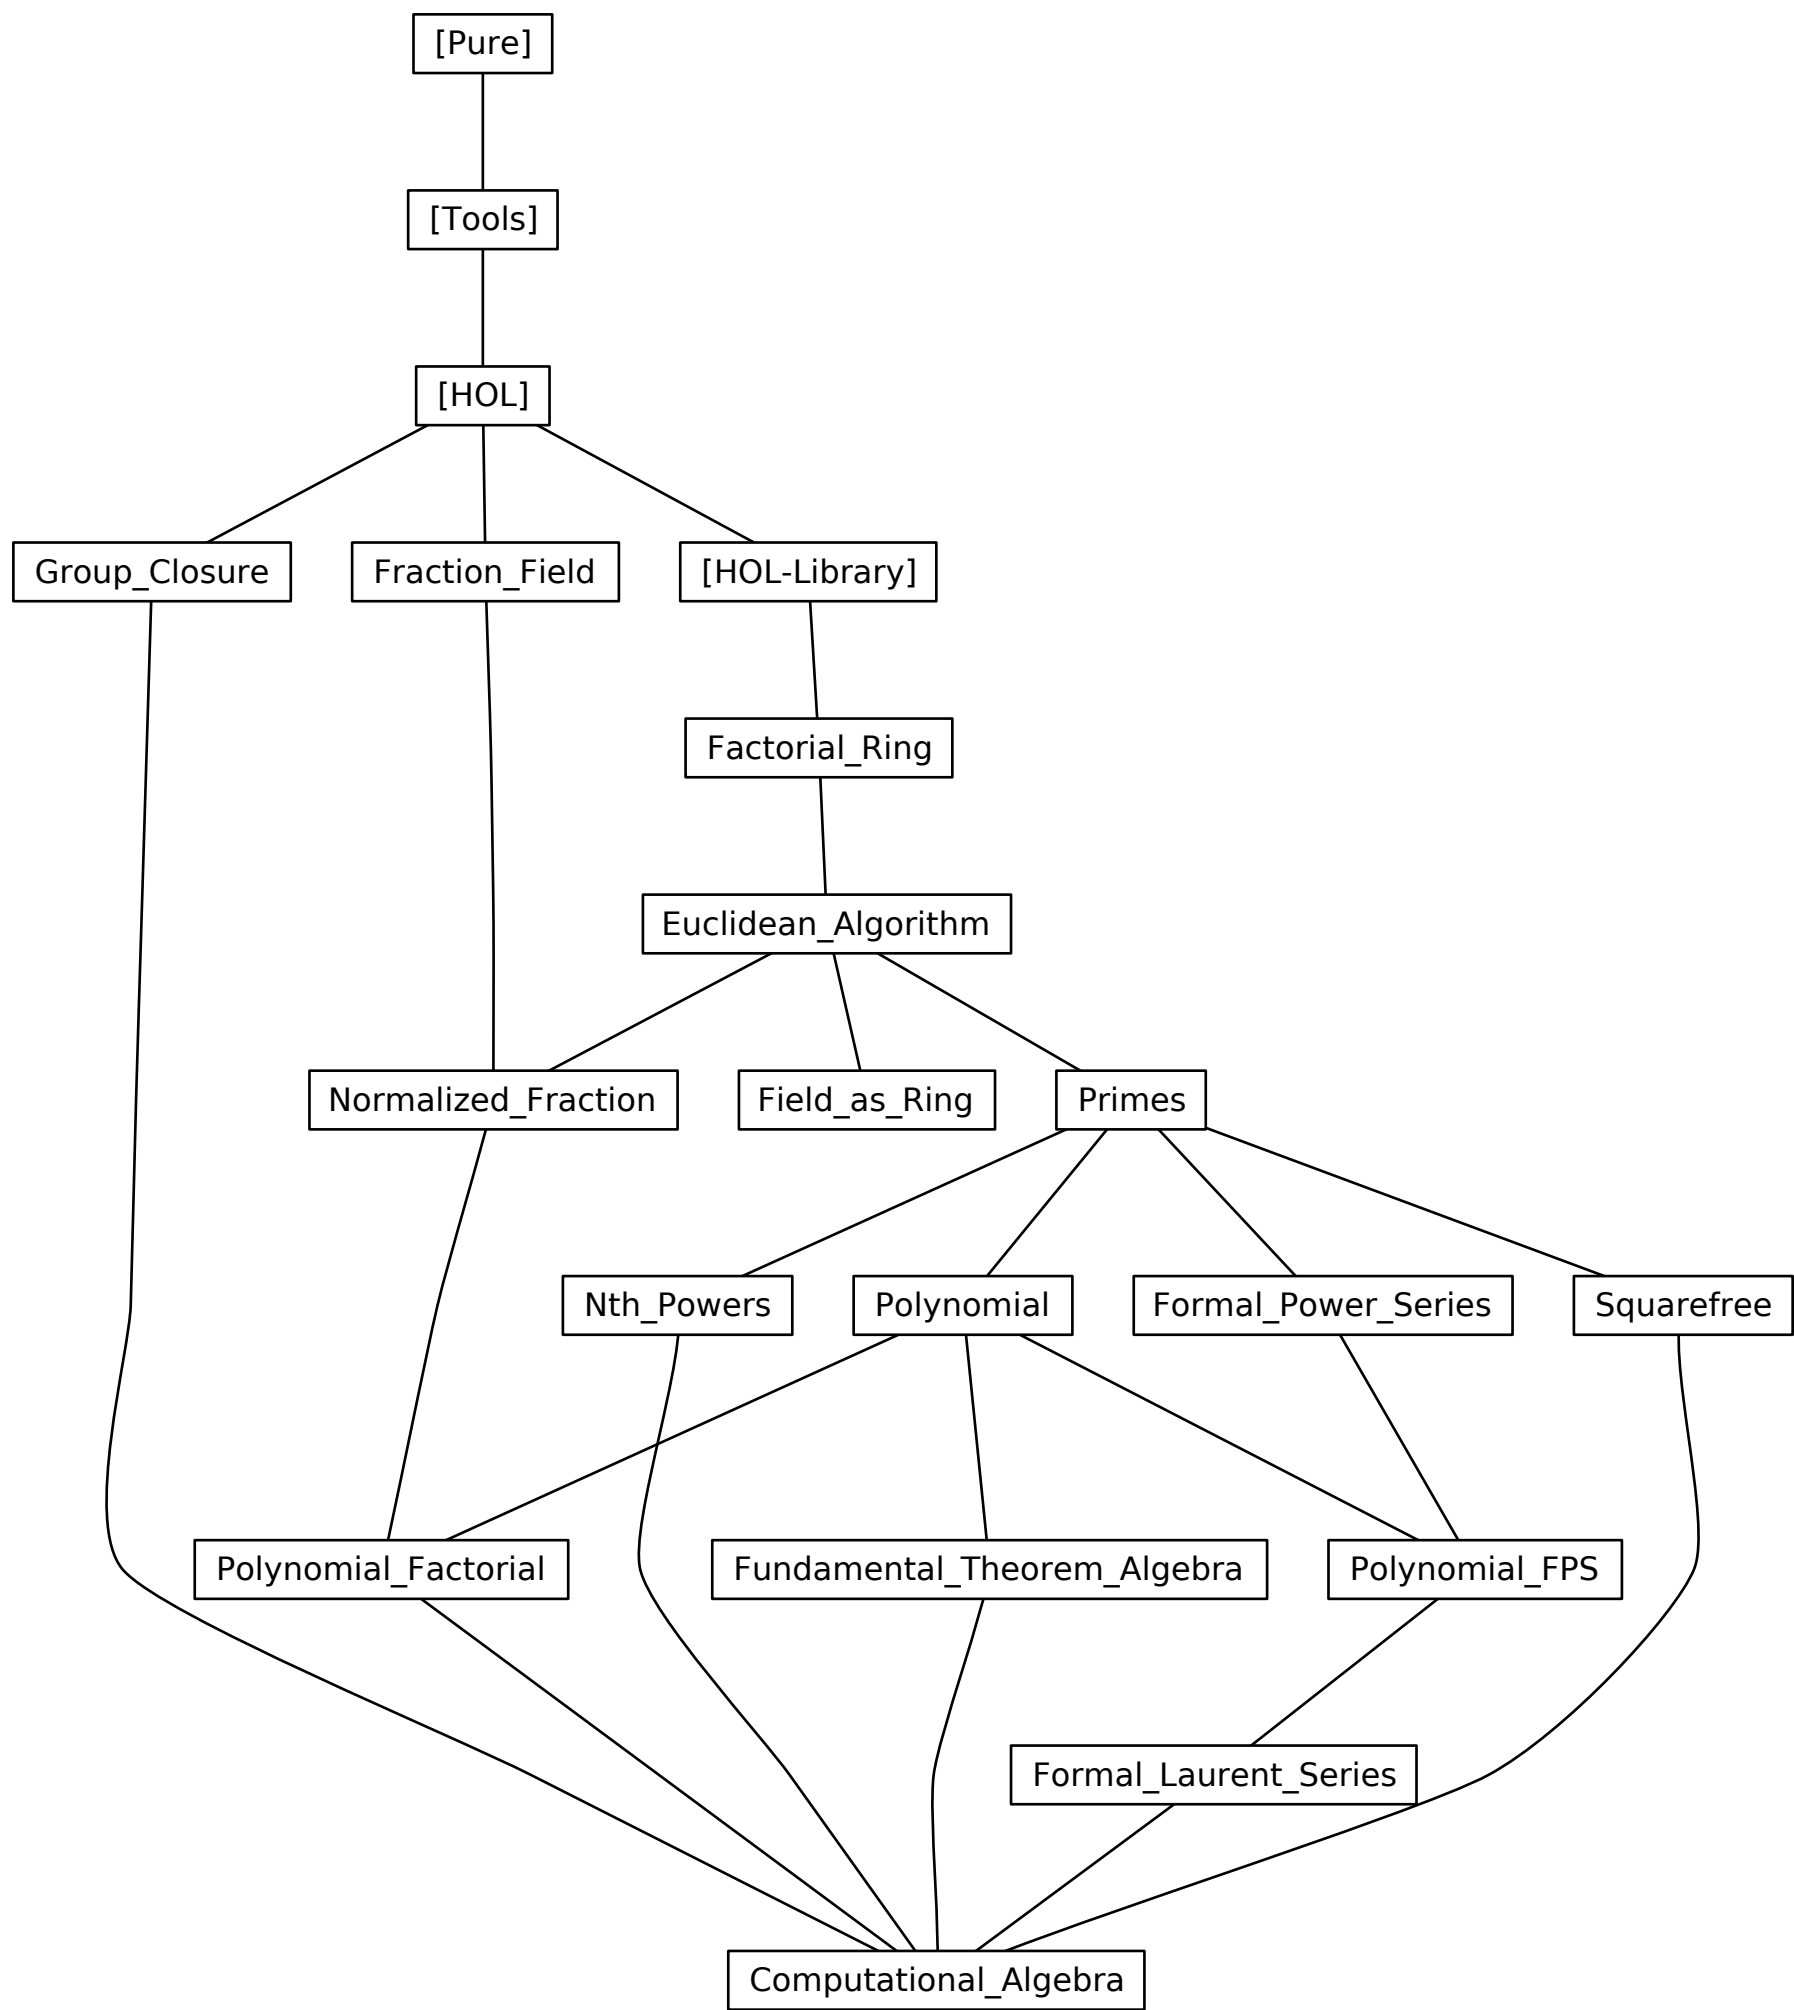 [Pure]
[Tools]
[HOL]
Group_Closure
Fraction_Field
[HOL-Library]
Factorial_Ring
Euclidean_Algorithm
Normalized_Fraction
Field_as_Ring
Primes
Nth_Powers
Polynomial
Formal_Power_Series
Squarefree
Polynomial_Factorial
Fundamental_Theorem_Algebra
Polynomial_FPS
Formal_Laurent_Series
Computational_Algebra